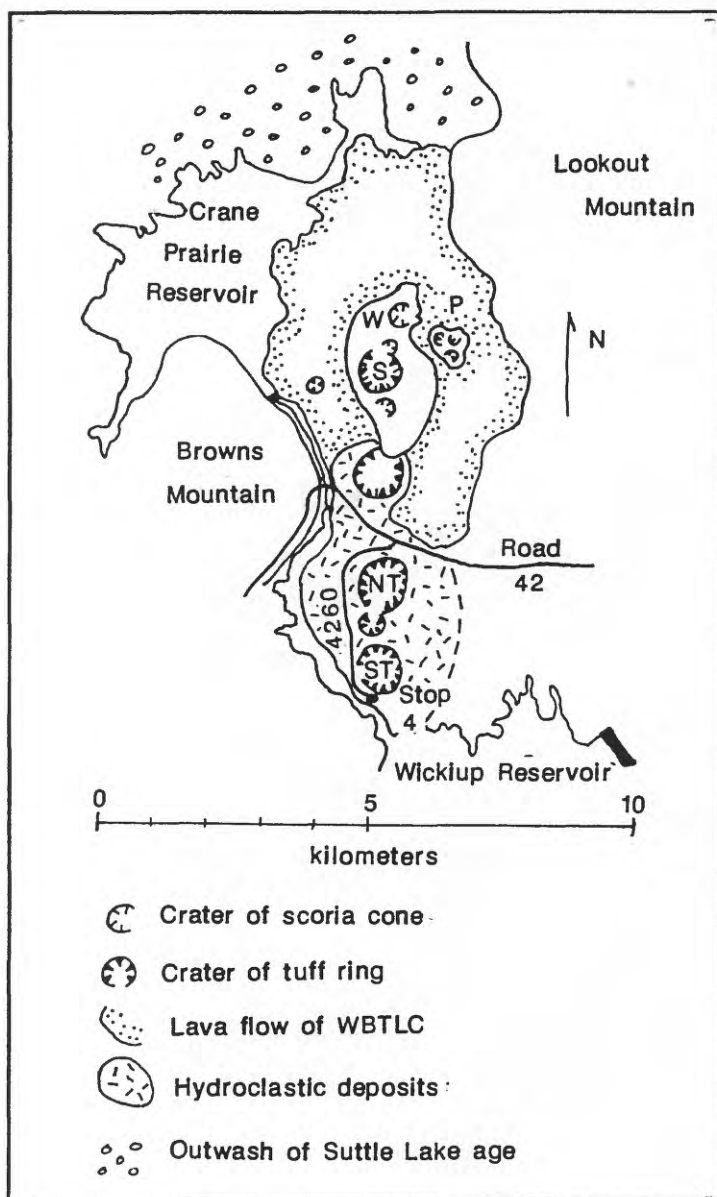 Lookout
Mountain
Crane
Prairie
Reservoir
P
W
N
S
Browns
Mountain
Road
42
NT
4260
ST
Stop
4
Wickiup Reservoir
0
5
10
kilometers
Crater of scoria cone
Crater of tuff ring
Lava flow of WBTLC
Hydroclastic deposits
Outwash of Suttle Lake age